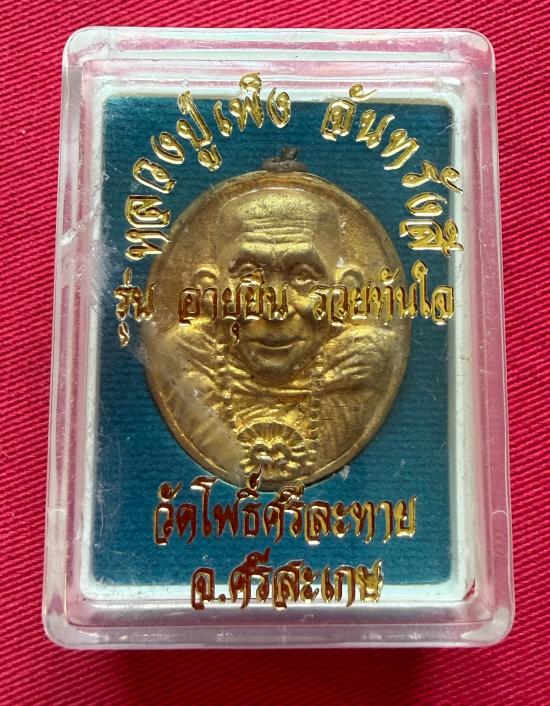 หลวงปู่เพ็ง จันทรังสี
รุ่น อายุยืน รวยทันใจ
วัดโพธิ์ศรีละทาย
จ.ศรีสะเกษ